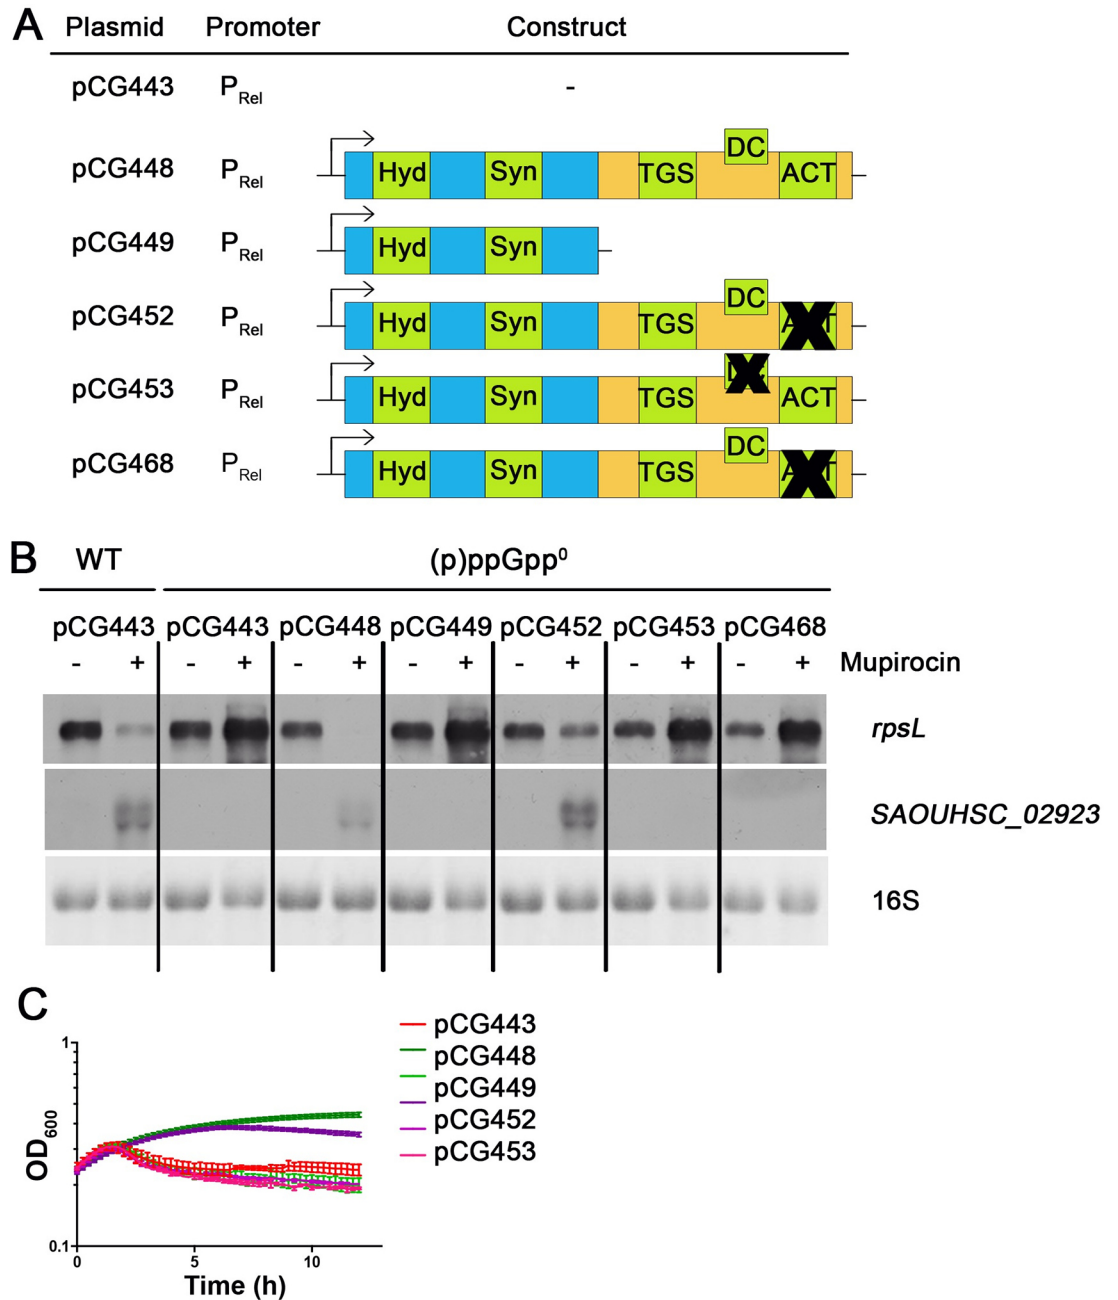 A Plasmid Promoter Construct
pCG443 PRel -
DC
pCG448 PRel Hyd Syn TGS ACT
pCG449 PRel Hyd Syn
DC
pCG452 PRel Hyd Syn TGS
pCG453 PRel Hyd Syn TGS ACT
DC
pCG468 PRel Hyd Syn TGS
B WT (p)ppGpp0
pCG443 pCG443 pCG448 pCG449 pCG452 pCG453 pCG468
- + - + - + - + - + - + - + Mupirocin
rpsL
SAOUHSC_02923
16S
C
pCG443
pCG448
pCG449
pCG452
pCG453
1
OD600
0.1
0 5 10
Time (h)